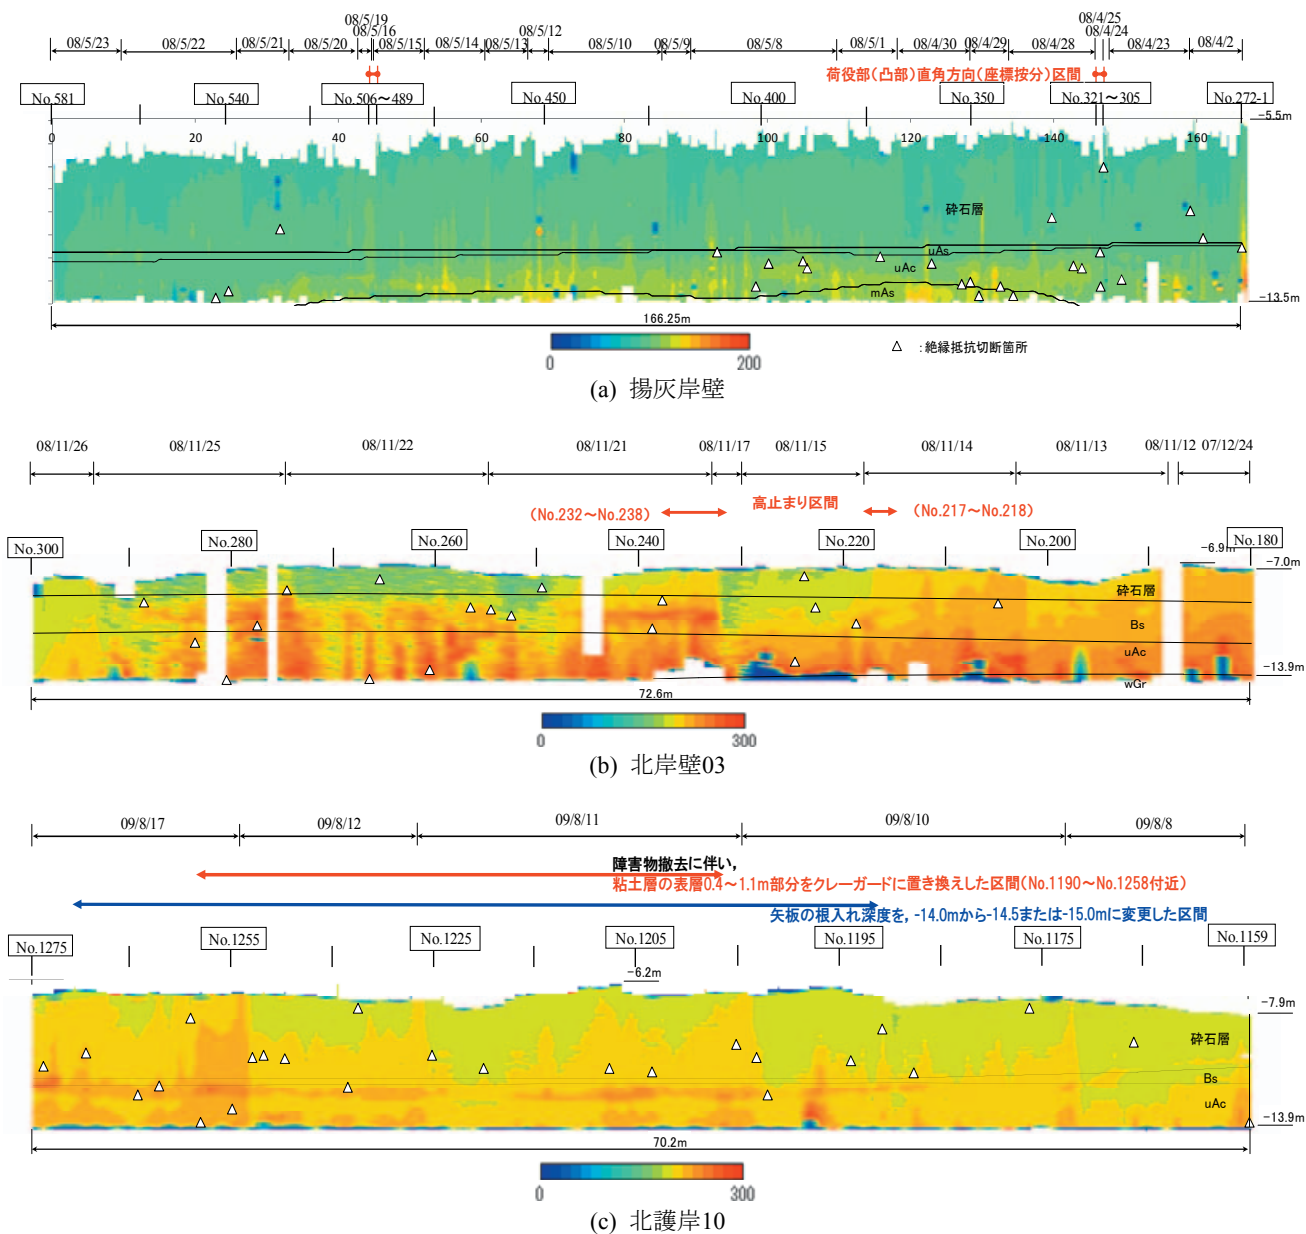 08/5/19 08/5/12 08/4/25
08/5/23 08/5/22 08/5/21 08/5/20 08/5/16 08/5/15 08/5/14 08/5/13 08/5/10 08/5/9 08/5/8 08/5/1 08/4/30 08/4/29 08/4/28 08/4/24 08/4/23 08/4/2
荷役部(凸部)直角方向(座標按分)区間
No.581 No.540 No.506～489 No.450 No.400 No.350 No.321～305 No.272-1
-5.5m
0 20 40 60 80 100 120 140 160
砕石層
uAs
uAc
mAs
-13.5m
166.25m
0 200
△ :絶縁抵抗切断箇所
(a) 揚灰岸壁
08/11/26 08/11/25 08/11/22 08/11/21 08/11/17 08/11/15 08/11/14 08/11/13 08/11/12 07/12/24
高止まり区間
(No.232～No.238) (No.217～No.218)
No.300 No.280 No.260 No.240 No.220 No.200 No.180
-6.9m
-7.0m
砕石層
Bs
uAc
-13.9m
wGr
72.6m
0 300
(b) 北岸壁03
09/8/17 09/8/12 09/8/11 09/8/10 09/8/8
障害物撤去に伴い,
粘土層の表層0.4～1.1m部分をクレーガードに置き換えした区間(No.1190～No.1258付近)
矢板の根入れ深度を, -14.0mから-14.5または-15.0mに変更した区間
No.1275 No.1255 No.1225 No.1205 No.1195 No.1175 No.1159
-6.2m
-7.9m
砕石層
Bs
uAc
-13.9m
70.2m
0 300
(c) 北護岸10